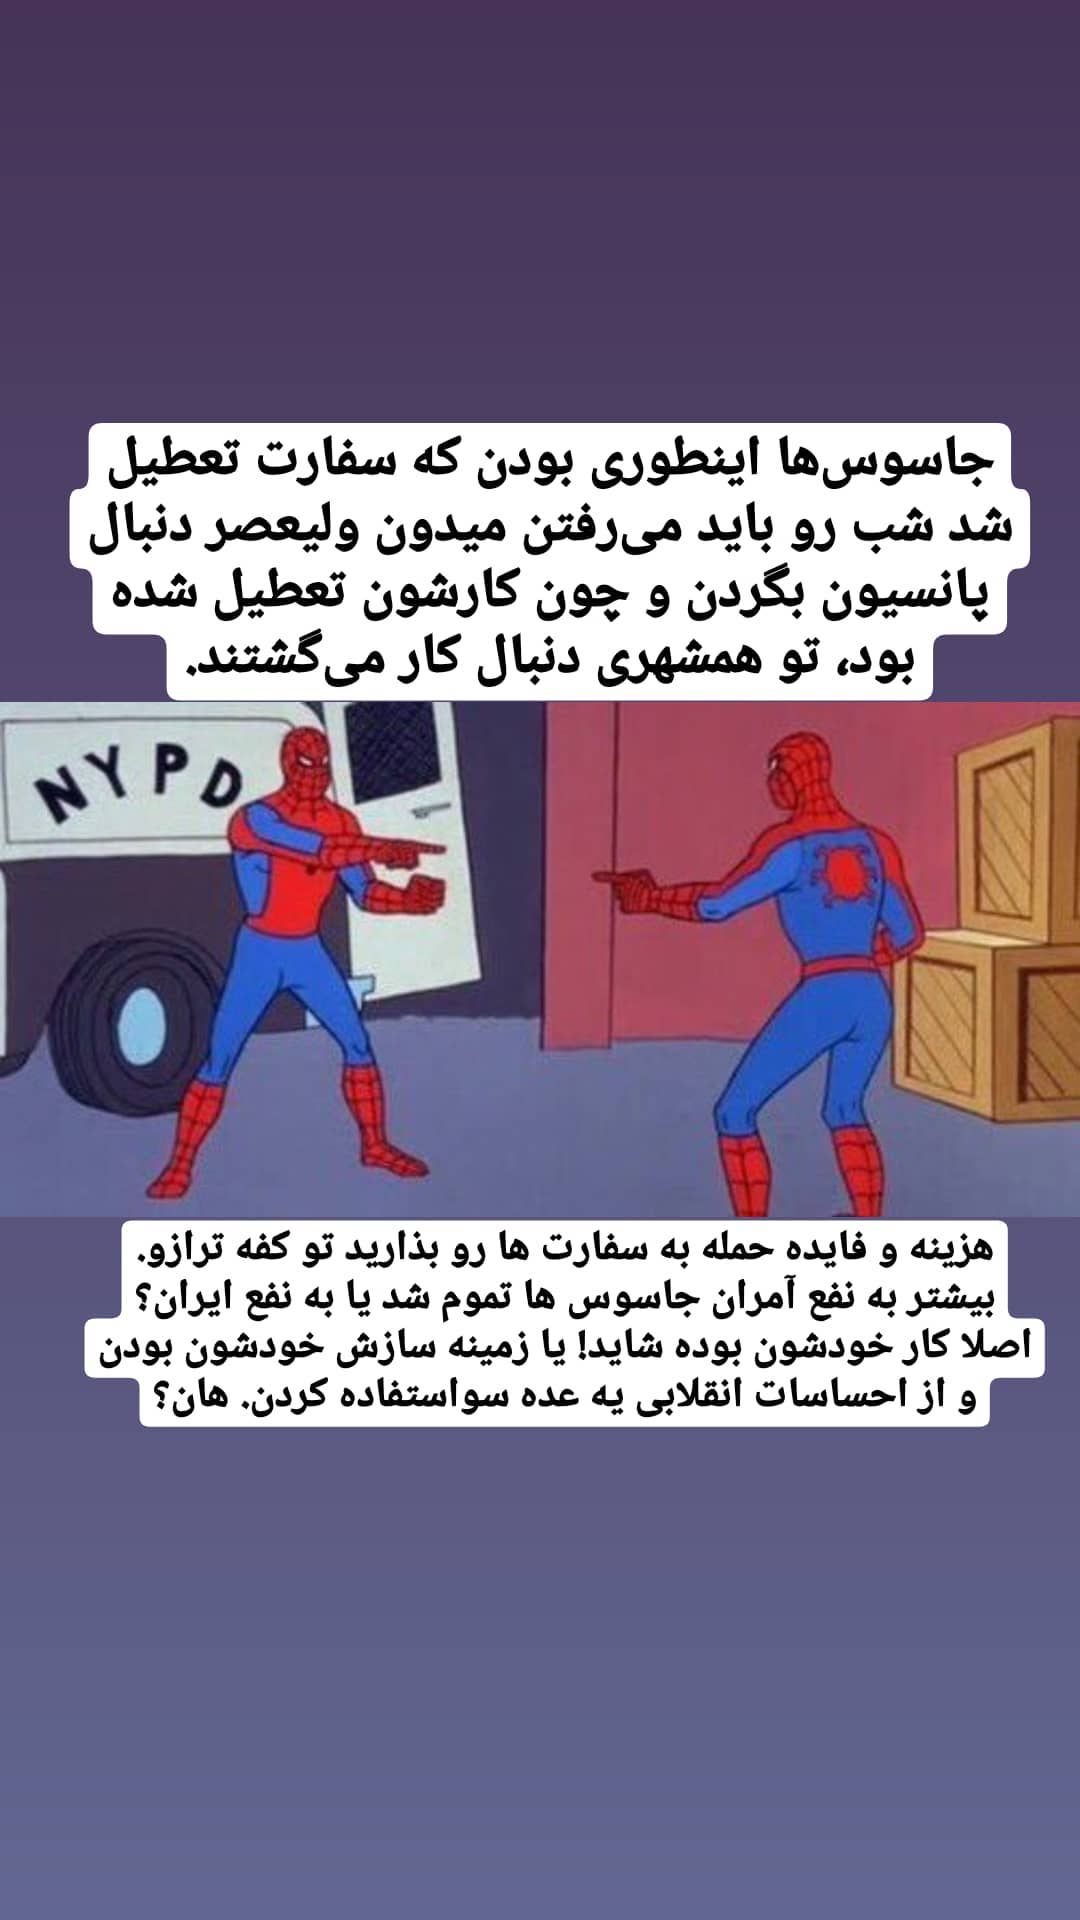 جاسوس‌ها اینطوری بودن که سفارت تعطیل
شد شب رو باید می‌رفتن میدون ولیعصر دنبال
پانسیون بگردن و چون کارشون تعطیل شده
بود، تو همشهری دنبال کار می‌گشتند.
NYPD
هزینه و فایده حمله به سفارت ها رو بذارید تو کفه ترازو.
بیشتر به نفع آمران جاسوس ها تموم شد یا به نفع ایران؟
اصلا کار خودشون بوده شاید! یا زمینه سازش خودشون بودن
و از احساسات انقلابی یه عده سواستفاده کردن. هان؟